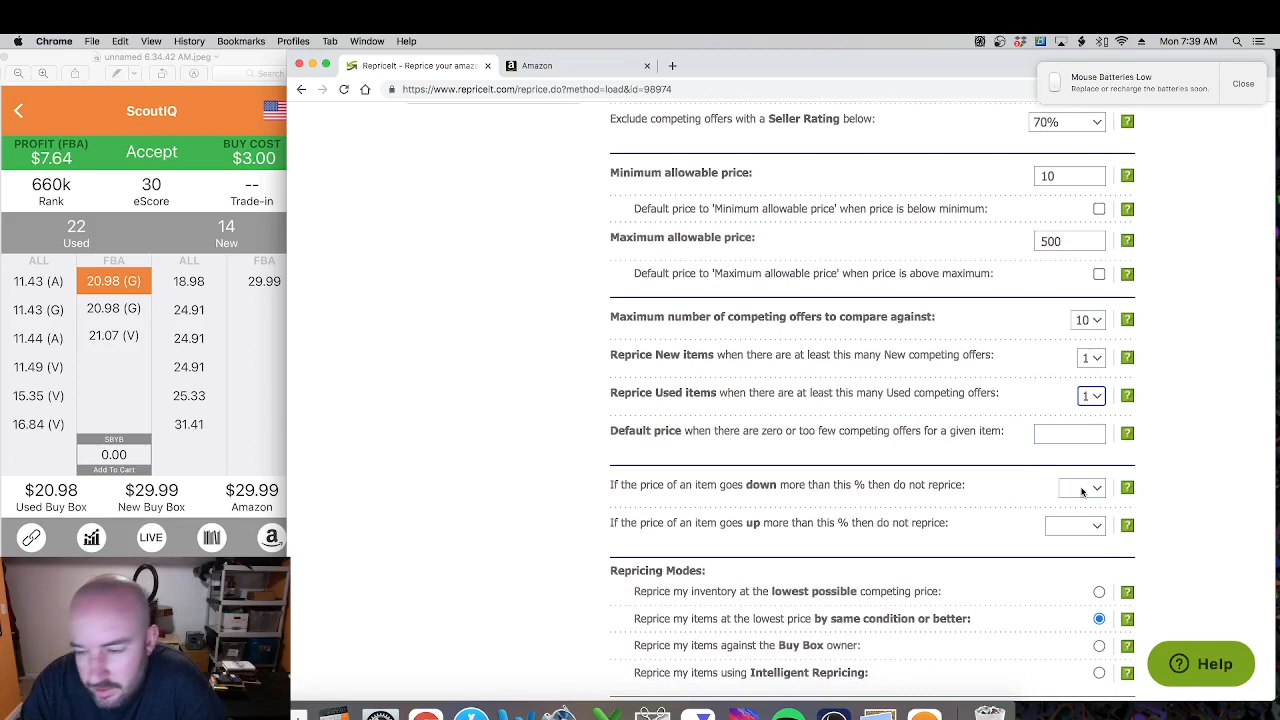 Chrome File Edit View History Bookmarks Profiles Tab Window Help
Mon 7:39 AM
unnamed 6.34.42 AM.jpeg
Search
RepriceIt - Reprice your amazo
Amazon
https://www.repriceit.com/reprice.do?method=load&id=98974
Mouse Batteries Low
Replace or recharge the batteries soon.
Close
ScoutIQ
PROFIT (FBA)
$7.64
Accept
BUY COST
$3.00
660k
Rank
30
eScore
--
Trade-in
22
Used
14
New
ALL FBA ALL FBA
11.43 (A) 20.98 (G) 18.98 29.99
11.43 (G) 20.98 (G) 24.91
11.44 (A) 21.07 (V) 24.91
11.49 (V) 24.91
15.35 (V) 25.33
16.84 (V) 31.41
SBYB
0.00
Add To Cart
$20.98 $29.99 $29.99
Used Buy Box New Buy Box Amazon
LIVE
Exclude competing offers with a Seller Rating below: 70% ?
Minimum allowable price: 10 ?
Default price to 'Minimum allowable price' when price is below minimum: ?
Maximum allowable price: 500 ?
Default price to 'Maximum allowable price' when price is above maximum: ?
Maximum number of competing offers to compare against: 10 ?
Reprice New items when there are at least this many New competing offers: 1 ?
Reprice Used items when there are at least this many Used competing offers: 1 ?
Default price when there are zero or too few competing offers for a given item: ?
If the price of an item goes down more than this % then do not reprice: ?
If the price of an item goes up more than this % then do not reprice: ?
Repricing Modes:
Reprice my inventory at the lowest possible competing price: ?
Reprice my items at the lowest price by same condition or better: ?
Reprice my items against the Buy Box owner: ?
Reprice my items using Intelligent Repricing: ?
? Help